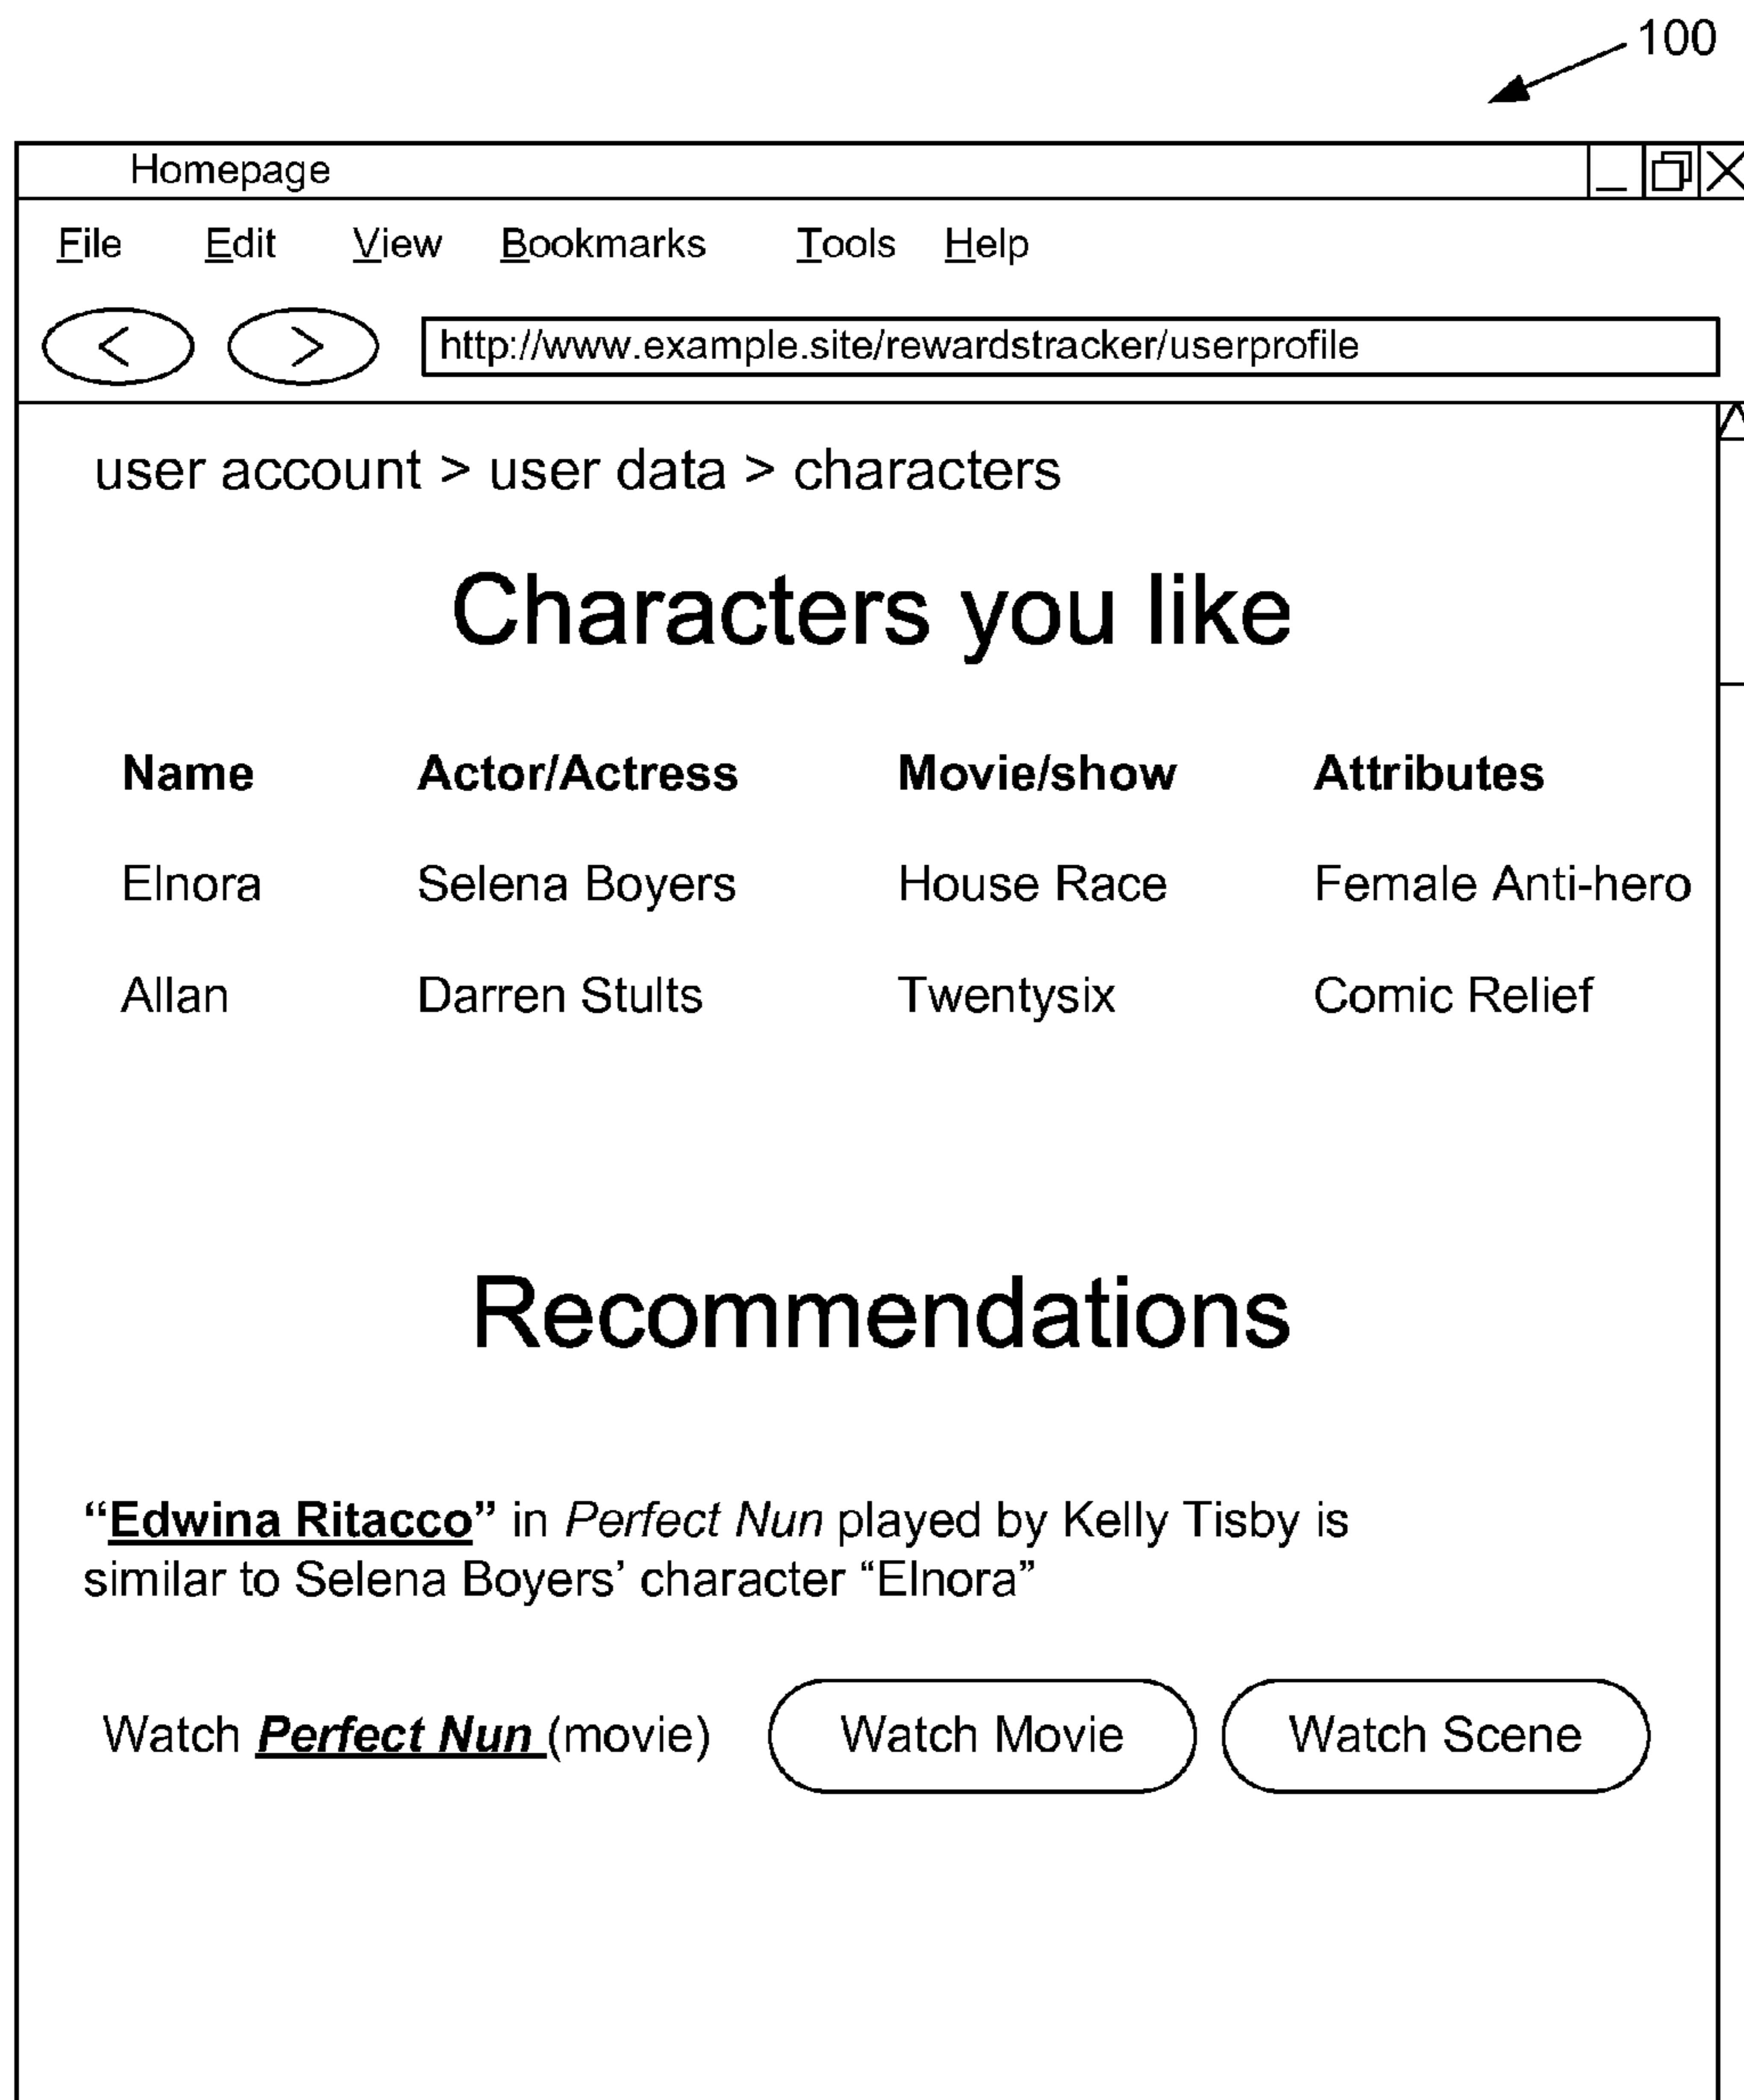 100
Homepage
File Edit View Bookmarks Tools Help
< > http://www.example.site/rewardstracker/userprofile
user account > user data > characters
Characters you like
Name Actor/Actress Movie/show Attributes
Elnora Selena Boyers House Race Female Anti-hero
Allan Darren Stults Twentysix Comic Relief
Recommendations
“Edwina Ritacco” in Perfect Nun played by Kelly Tisby is
similar to Selena Boyers’ character “Elnora”
Watch Perfect Nun (movie) Watch Movie Watch Scene